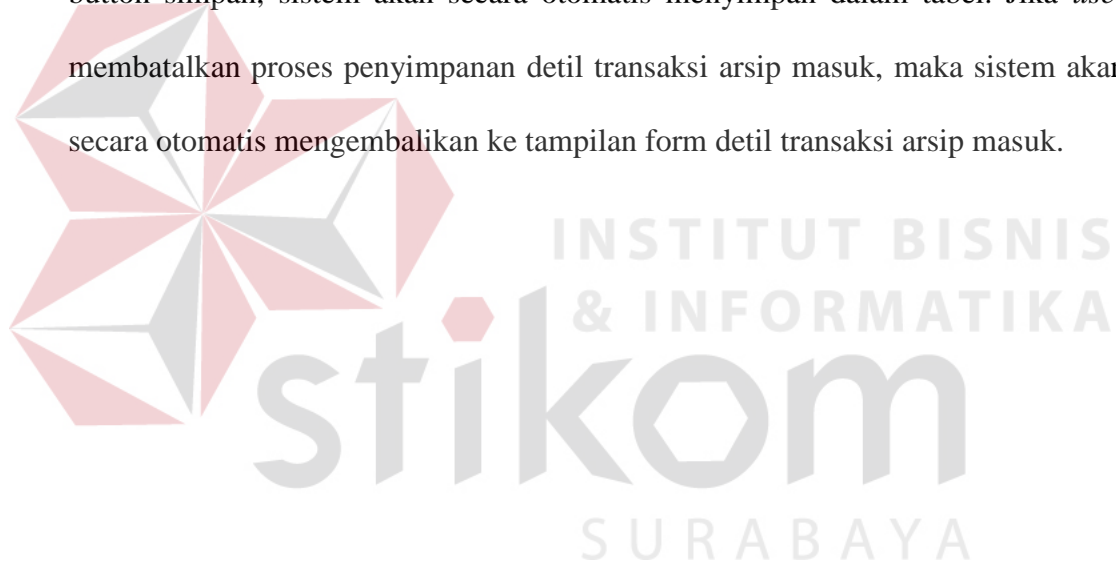 button simpan, sistem akan secara otomatis menyimpan dalam tabel. Jika
membatalkan proses penyimpanan detil transaksi arsip masuk, maka sistem akan
secara otomatis mengembalikan ke tampilan form detil transaksi arsip masuk.
INSTITUT BISNIS
& INFORMATIKA
stikom
SURABAYA